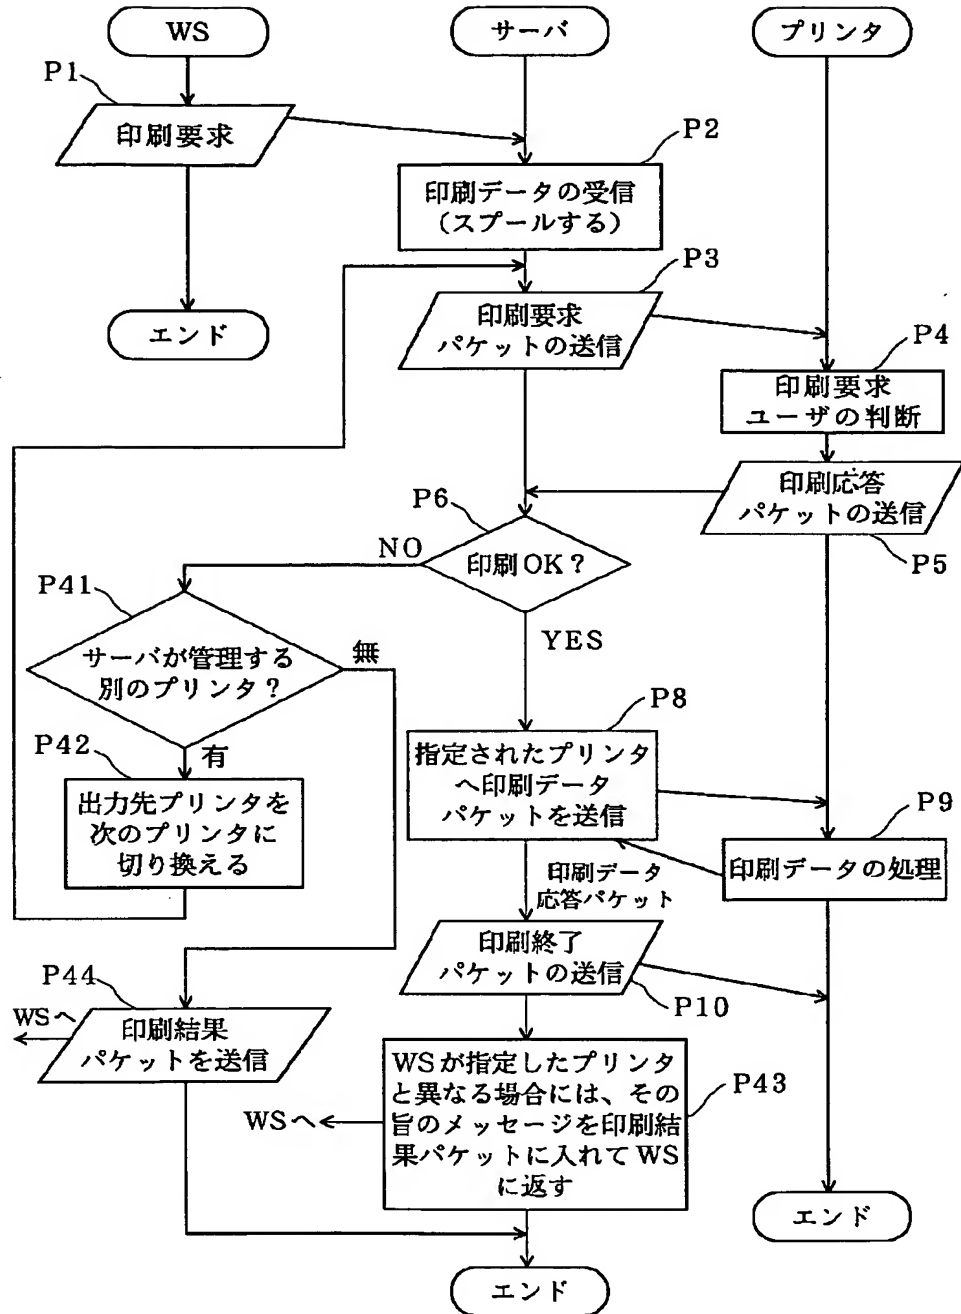 WS
サーバ
プリンタ
P1
印刷要求
P2
印刷データの受信
（スプールする）
P3
印刷要求
パケットの送信
エンド
P4
印刷要求
ユーザの判断
印刷応答
パケットの送信
P5
P6
印刷OK？
NO
YES
P41
サーバが管理する
別のプリンタ？
無
有
P42
出力先プリンタを
次のプリンタに
切り換える
P8
指定されたプリンタ
へ印刷データ
パケットを送信
P9
印刷データの処理
印刷データ
応答パケット
印刷終了
パケットの送信
P10
P44
WSへ
印刷結果
パケットを送信
WSが指定したプリンタ
と異なる場合には、その
旨のメッセージを印刷結
果パケットに入れてWS
に返す
P43
WSへ
エンド
エンド